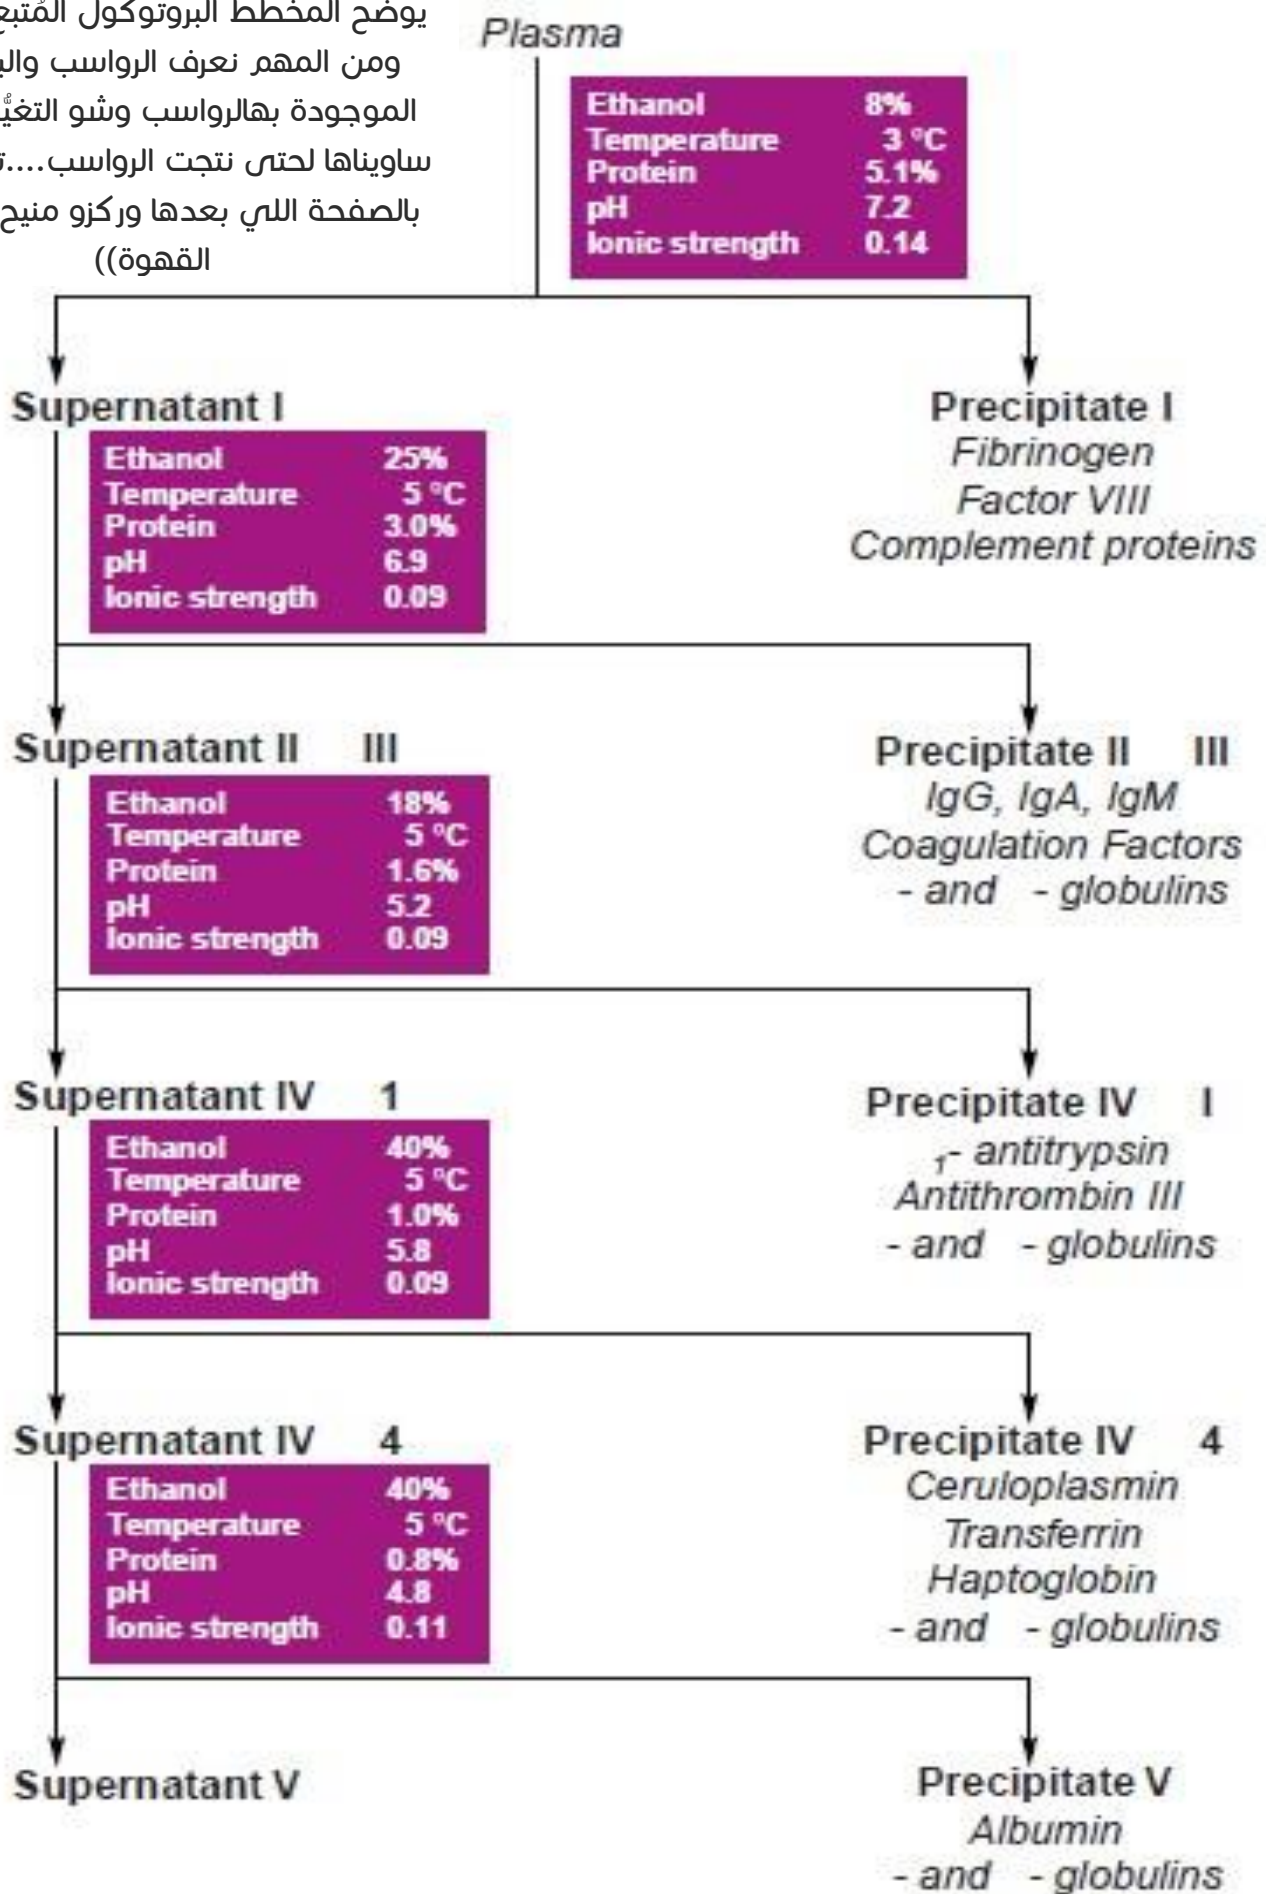 يوضح المخطط البروتوكول المُتبع
ومن المهم نعرف الرواسب
الموجودة بهالرواسب وشو
ساويناها لحتى نتجت الرواسب....
بالصفحة اللي بعدها وركزو منيح
القهوة))
Plasma
Ethanol 8%
Temperature 3 °C
Protein 5.1%
pH 7.2
Ionic strength 0.14
Supernatant I
Precipitate I
Fibrinogen
Factor VIII
Complement proteins
Ethanol 25%
Temperature 5 °C
Protein 3.0%
pH 6.9
Ionic strength 0.09
Supernatant II III
Precipitate II III
IgG, IgA, IgM
Coagulation Factors
- and - globulins
Ethanol 18%
Temperature 5 °C
Protein 1.6%
pH 5.2
Ionic strength 0.09
Supernatant IV 1
Precipitate IV I
1- antitrypsin
Antithrombin III
- and - globulins
Ethanol 40%
Temperature 5 °C
Protein 1.0%
pH 5.8
Ionic strength 0.09
Supernatant IV 4
Precipitate IV 4
Ceruloplasmin
Transferrin
Haptoglobin
- and - globulins
Ethanol 40%
Temperature 5 °C
Protein 0.8%
pH 4.8
Ionic strength 0.11
Supernatant V
Precipitate V
Albumin
- and - globulins